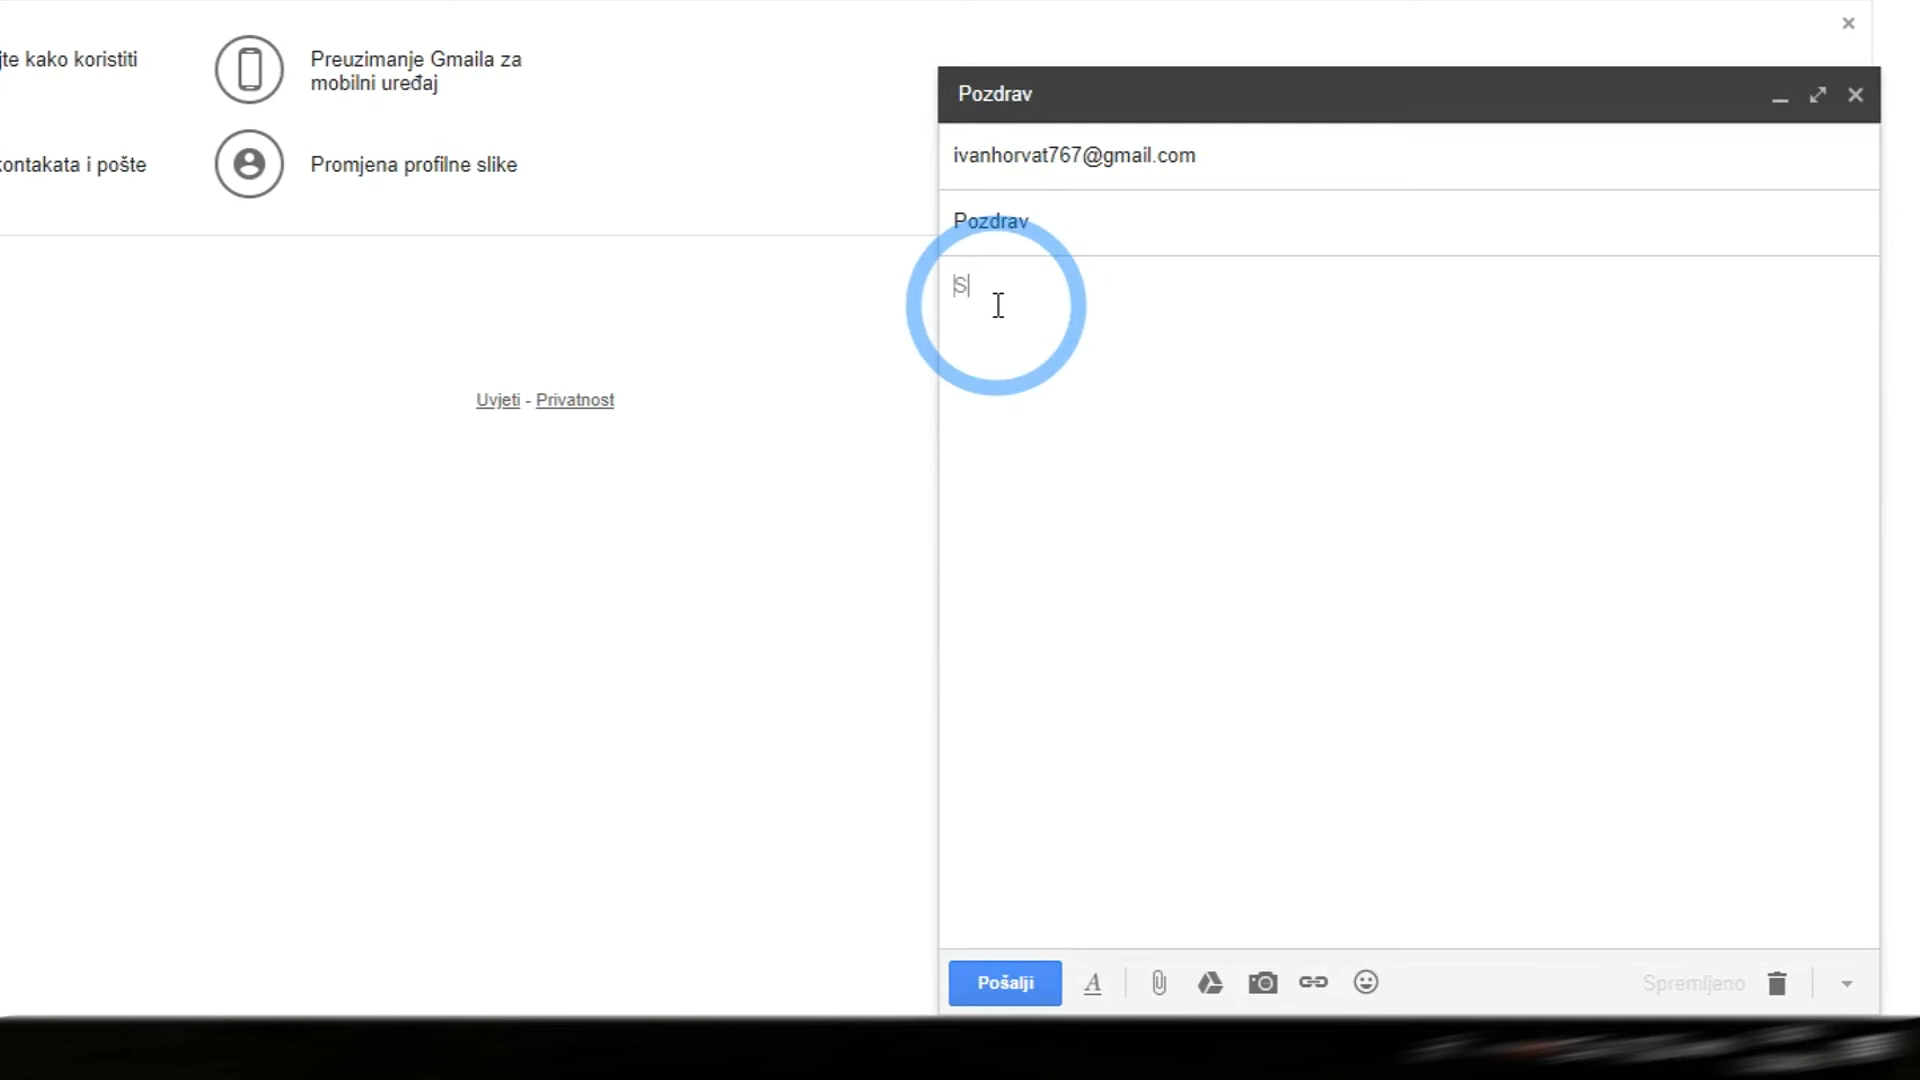 jte kako koristiti
Preuzimanje Gmaila za
mobilni uređaj
kontakata i pošte
Promjena profilne slike
Uvjeti - Privatnost
Pozdrav
ivanhorvat767@gmail.com
Pozdrav
S
Pošalji
Spremljeno